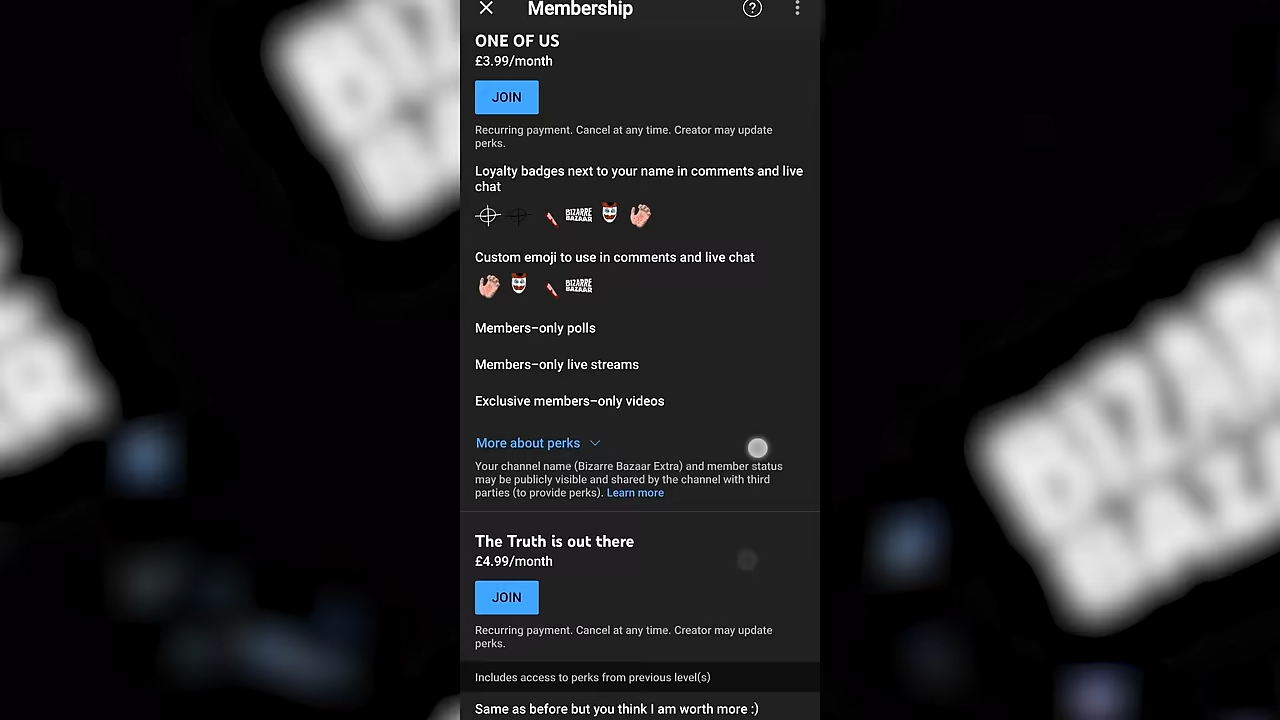 Membership
ONE OF US
£3.99/month
JOIN
Recurring payment. Cancel at any time. Creator may update
perks.
Loyalty badges next to your name in comments and live
chat
BIZARRE
BAZAAR
Custom emoji to use in comments and live chat
BIZARRE
BAZAAR
Members-only polls
Members-only live streams
Exclusive members-only videos
More about perks
Your channel name (Bizarre Bazaar Extra) and member status
may be publicly visible and shared by the channel with third
parties (to provide perks). Learn more
The Truth is out there
£4.99/month
JOIN
Recurring payment. Cancel at any time. Creator may update
perks.
Includes access to perks from previous level(s)
Same as before but you think I am worth more :)